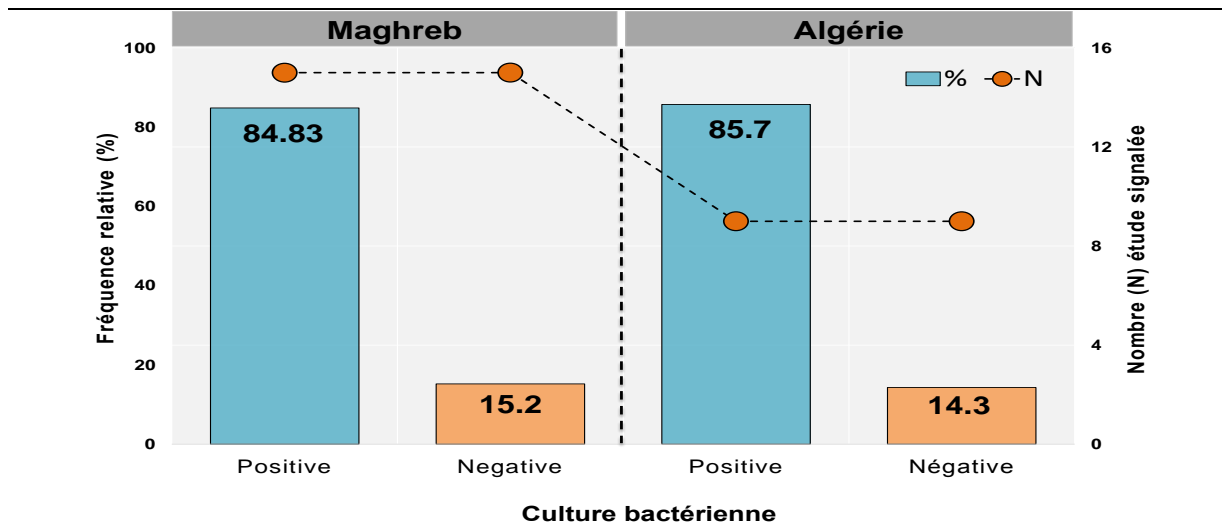 Maghreb
Algérie
% N
Fréquence relative (%)
100
80
60
40
20
0
84.83
15.2
85.7
14.3
16
12
8
4
0
Nombre (N) étude signalée
Positive Negative Positive Négative
Culture bactérienne